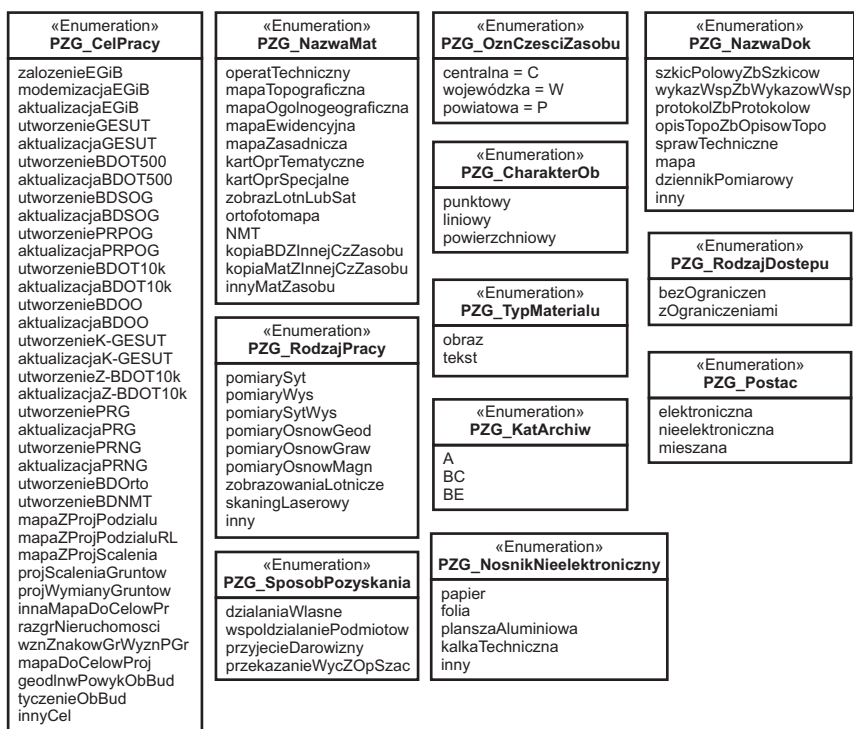 «Enumeration»
PZG_CelPracy
zalozenieEGiB
modemizacjaEGiB
aktualizacjaEGiB
utworzenieGESUT
aktualizacjaGESUT
utworzenieBDOT500
aktualizacjaBDOT500
utworzenieBDSOG
aktualizacjaBDSOG
utworzeniePRPOG
aktualizacjaPRPOG
utworzenieBDOT10k
aktualizacjaBDOT10k
utworzenieBDOO
aktualizacjaBDOO
utworzenieK-GESUT
aktualizacjaK-GESUT
utworzenieZ-BDOT10k
aktualizacjaZ-BDOT10k
utworzeniePRG
aktualizacjaPRG
utworzeniePRNG
aktualizacjaPRNG
utworzenieBDOrto
utworzenieBDNMT
mapaZProjPodzialu
mapaZProjPodzialuRL
mapaZProjScalenia
projScaleniaGruntow
projWymianyGruntow
innaMapaDoCelowPr
razgrNieruchomosci
wznZnakowGrWyznPGr
mapaDoCelowProj
geodInwPowykObBud
tyczenieObBud
innyCel
«Enumeration»
PZG_NazwaMat
operatTechniczny
mapaTopograficzna
mapaOgolnogeograficzna
mapaEwidencyjna
mapaZasadnicza
kartOprTematyczne
kartOprSpecjalne
zobrazLotnLubSat
ortofotomapa
NMT
kopiaBDZInnejCzZasobu
kopiaMatZInnejCzZasobu
innyMatZasobu
«Enumeration»
PZG_RodzajPracy
pomiarySyt
pomiaryWys
pomiarySytWys
pomiaryOsnowGeod
pomiaryOsnowGraw
pomiaryOsnowMagn
zobrazowaniaLotnicze
skaningLaserowy
inny
«Enumeration»
PZG_SposobPozyskania
dzialaniaWlasne
wspoldzialaniePodmiotow
przyjecieDarowizny
przekazanieWycZOpSzac
«Enumeration»
PZG_OznCzesciZasobu
centralna = C
wojewódzka = W
powiatowa = P
«Enumeration»
PZG_CharakterOb
punktowy
liniowy
powierzchniowy
«Enumeration»
PZG_TypMaterialu
obraz
tekst
«Enumeration»
PZG_KatArchiw
A
BC
BE
«Enumeration»
PZG_NosnikNieelektroniczny
papier
folia
planszaAluminiowa
kalkaTechniczna
inny
«Enumeration»
PZG_NazwaDok
szkicPolowyZbSzkicow
wykazWspZbWykazowWsp
protokolZbProtokolow
opisTopoZbOpisowTopo
sprawTechniczne
mapa
dziennikPomiarowy
inny
«Enumeration»
PZG_RodzajDostepu
bezOgraniczen
zOgraniczeniami
«Enumeration»
PZG_Postac
elektroniczna
nieelektroniczna
mieszana